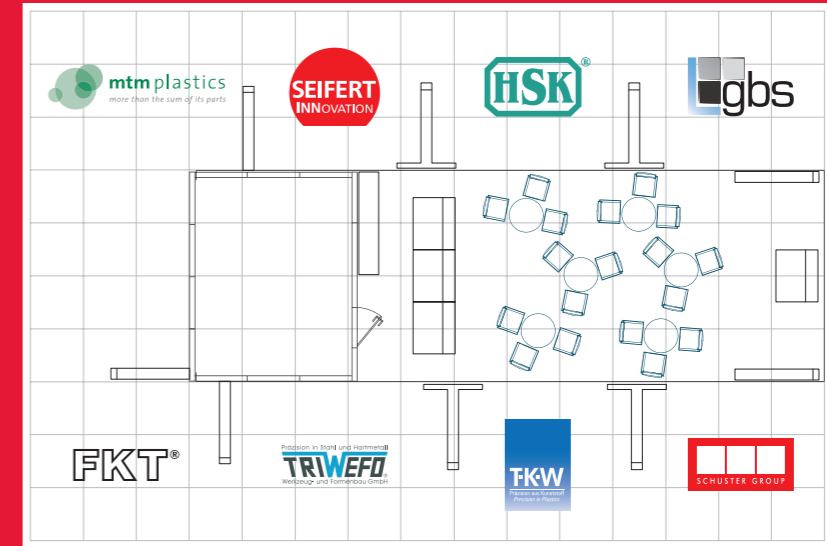 mtm plastics
more than the sum of its parts
SEIFERT
INNOVATION
HSK®
gbs
FKT®
Präzision in Stahl und Hartmetall
TRIWEFO®
Werkzeug- und Formenbau GmbH
T·K·W
Präzision aus Kunststoff
Precision in Plastics
SCHUSTER GROUP